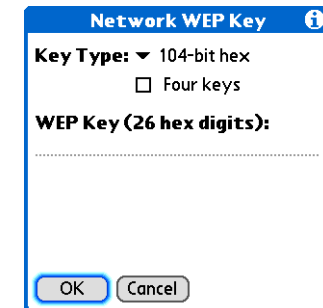 Network WEP Key
Key Type: 104-bit hex
Four keys
WEP Key (26 hex digits):
OK Cancel